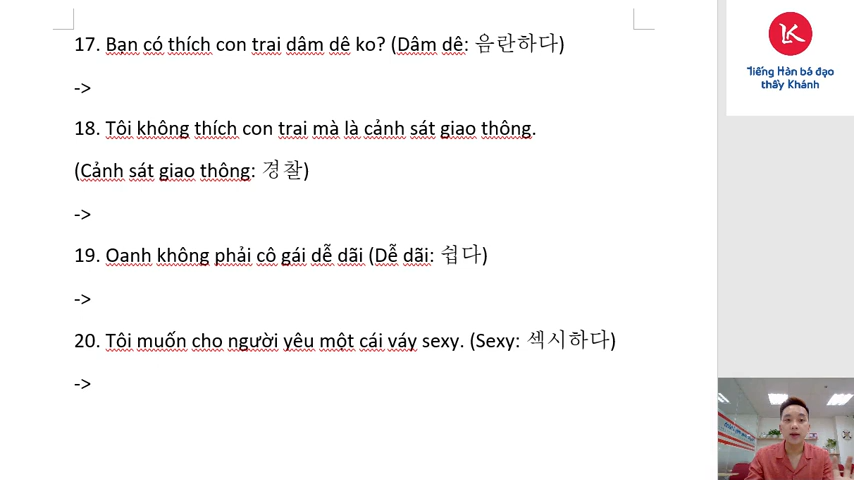 17. Bạn có thích con trai dâm dê ko? (Dâm dê: 음란하다)
->
18. Tôi không thích con trai mà là cảnh sát giao thông.
(Cảnh sát giao thông: 경찰)
->
19. Oanh không phải cô gái dễ dãi (Dễ dãi: 쉽다)
->
20. Tôi muốn cho người yêu một cái váy sexy. (Sexy: 섹시하다)
->
LK
Tiếng Hàn bá đạo
thầy Khánh